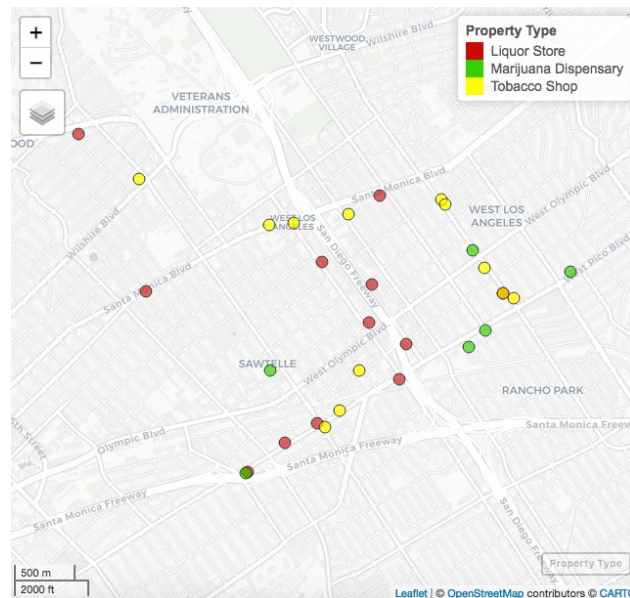 +
−
Property Type
Liquor Store
Marijuana Dispensary
Tobacco Shop
WESTWOOD
VILLAGE
Wilshire Blvd
VETERANS
ADMINISTRATION
OOD
Santa Monica Blvd
WEST LOS
ANGELES
WEST LOS
ANGELES
West Olympic Blvd
Wilshire Blvd
San Diego Freeway
West Pico Blvd
Santa Monica Blvd
West Olympic Blvd
SAWTELLE
RANCHO PARK
Olympic Blvd
Santa Monica Freeway
Santa Monica Freeway
Santa Monica Freeway
San Diego Freeway
500 m
2000 ft
Property Type
Leaflet | © OpenStreetMap contributors © CARTO